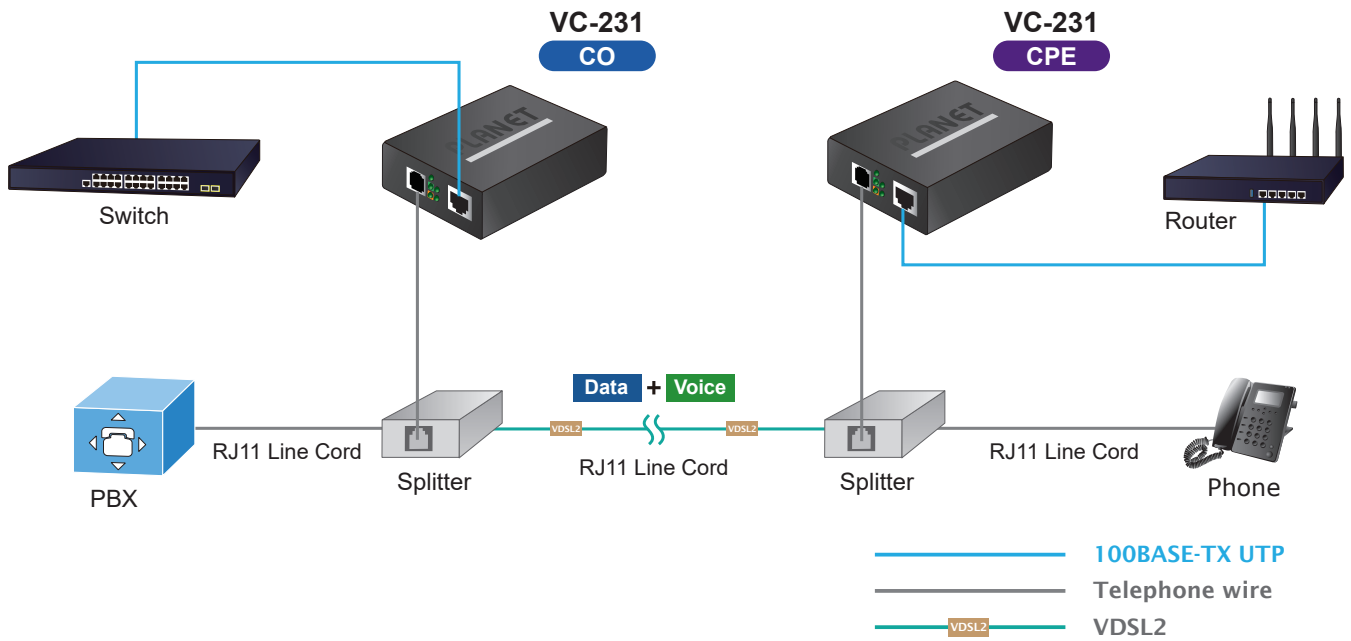 VC-231
CO
VC-231
CPE
PLANET
PLANET
Switch
Router
Data + Voice
VDSL2
VDSL2
RJ11 Line Cord
RJ11 Line Cord
RJ11 Line Cord
PBX
Splitter
Splitter
Phone
100BASE-TX UTP
Telephone wire
VDSL2
VDSL2